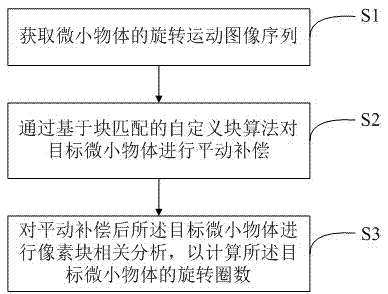 获取微小物体的旋转运动图像序列
S1
通过基于块匹配的自定义块算法对
目标微小物体进行平动补偿
S2
对平动补偿后所述目标微小物体进
行像素块相关分析，以计算所述目
标微小物体的旋转圈数
S3